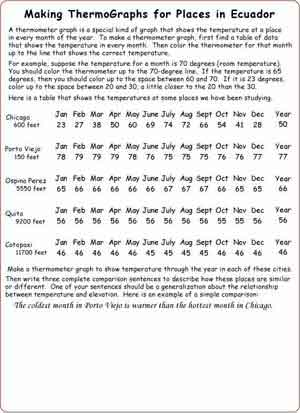 Making ThermoGraphs for Places in Ecuador
A thermometer graph is a special kind of graph that shows the temperature at a place
in every month of the year. To make a thermometer graph, first find a table of data
that shows the temperature in every month. Then color the thermometer for that month
up to the line that shows the correct temperature.
For example, suppose the temperature for a month is 70 degrees (room temperature).
You should color the thermometer up to the 70-degree line. If the temperature is 65
degrees, then you should color up to the space between 60 and 70. If it is 23 degrees,
color up to the space between 20 and 30, a little closer to the 20 than the 30.
Here is a table that shows the temperatures at some places we have been studying.
Chicago Jan Feb Mar Apr May June July Aug Sept Oct Nov Dec Year
600 feet 23 27 38 50 60 69 74 72 66 54 41 28 50
Porto Viejo Jan Feb Mar Apr May June July Aug Sept Oct Nov Dec Year
150 feet 78 79 79 79 78 76 75 75 75 76 76 77 77
Ospina Perez Jan Feb Mar Apr May June July Aug Sept Oct Nov Dec Year
5550 feet 65 66 66 66 66 66 67 67 66 65 65 66
Quito Jan Feb Mar Apr May June July Aug Sept Oct Nov Dec Year
9200 feet 56 56 56 56 56 56 56 56 56 55 55 56 56
Cotopaxi Jan Feb Mar Apr May June July Aug Sept Oct Nov Dec Year
11700 feet 46 46 46 46 46 45 45 45 45 46 46 46 46
Make a thermometer graph to show temperature through the year in each of these cities.
Then write three complete comparison sentences to describe how these places are similar
or different. One of your sentences should be a generalization about the relationship
between temperature and elevation. Here is an example of a simple comparison:
The coldest month in Porto Viejo is warmer than the hottest month in Chicago.